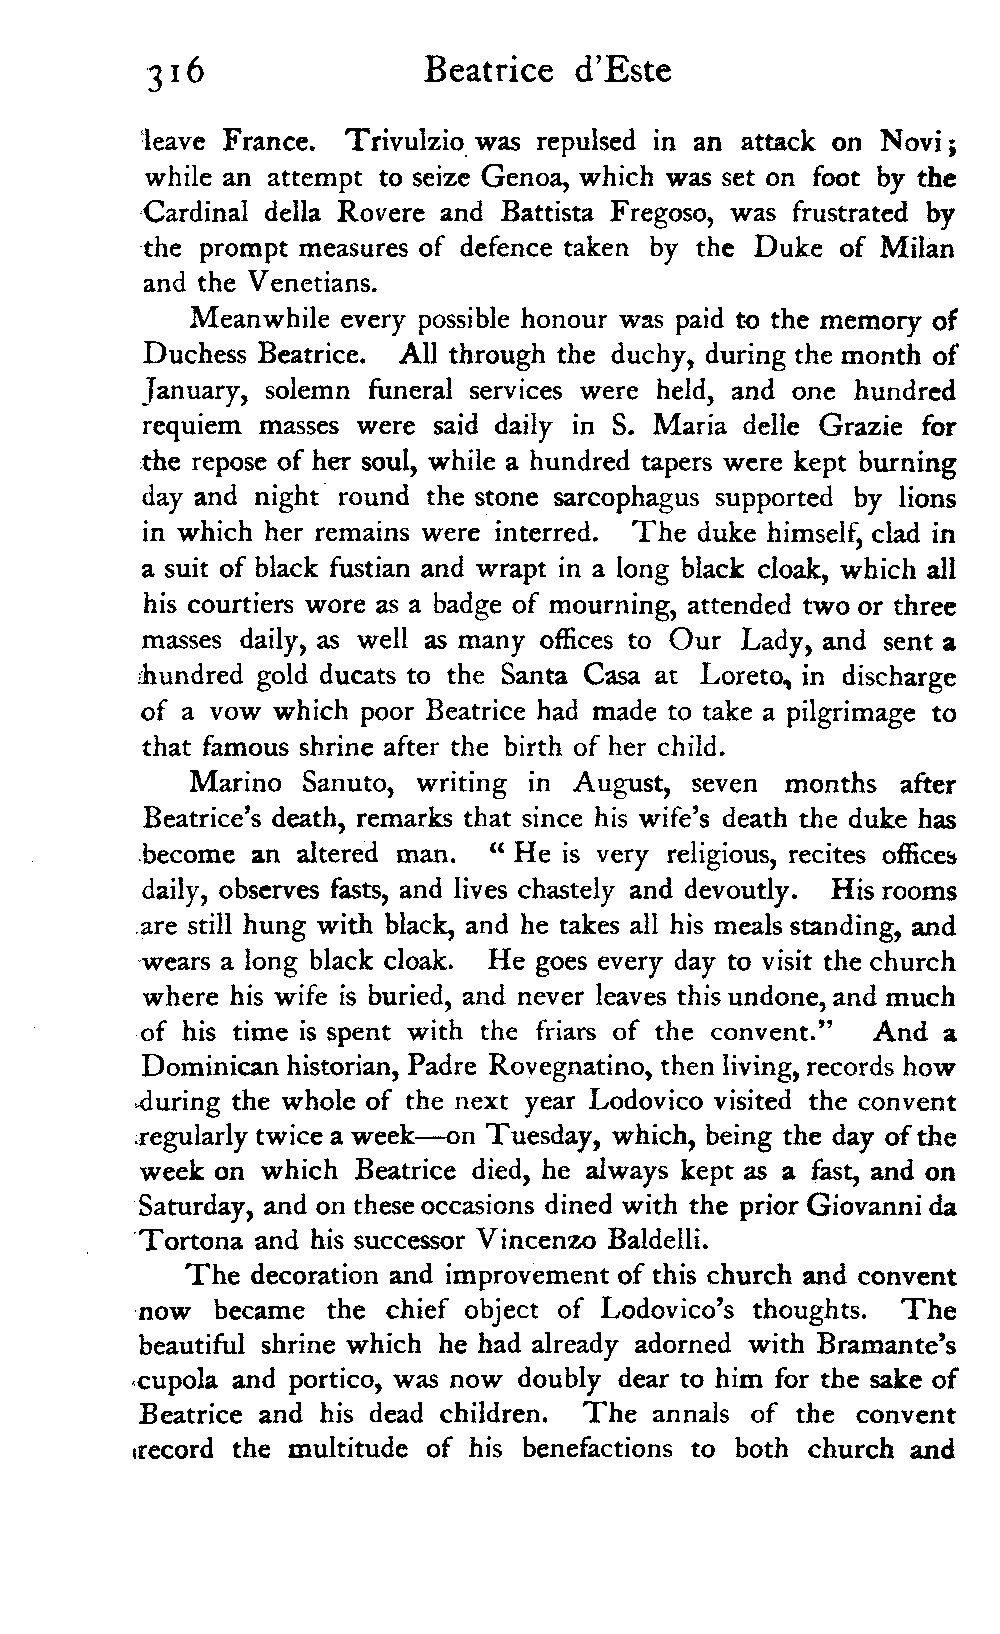 316 Beatrice d'Este
leave France. Trivulzio was repulsed in an attack on Novi;
while an attempt to seize Genoa, which was set on foot by the
Cardinal della Rovere and Battista Fregoso, was frustrated by
the prompt measures of defence taken by the Duke of Milan
and the Venetians.
Meanwhile every possible honour was paid to the memory of
Duchess Beatrice. All through the duchy, during the month of
January, solemn funeral services were held, and one hundred
requiem masses were said daily in S. Maria delle Grazie for
the repose of her soul, while a hundred tapers were kept burning
day and night round the stone sarcophagus supported by lions
in which her remains were interred. The duke himself, clad in
a suit of black fustian and wrapt in a long black cloak, which all
his courtiers wore as a badge of mourning, attended two or three
masses daily, as well as many offices to Our Lady, and sent a
hundred gold ducats to the Santa Casa at Loreto, in discharge
of a vow which poor Beatrice had made to take a pilgrimage to
that famous shrine after the birth of her child.
Marino Sanuto, writing in August, seven months after
Beatrice's death, remarks that since his wife's death the duke has
become an altered man. "He is very religious, recites offices
daily, observes fasts, and lives chastely and devoutly. His rooms
are still hung with black, and he takes all his meals standing, and
wears a long black cloak. He goes every day to visit the church
where his wife is buried, and never leaves this undone, and much
of his time is spent with the friars of the convent." And a
Dominican historian, Padre Rovegnatino, then living, records how
during the whole of the next year Lodovico visited the convent
regularly twice a week—on Tuesday, which, being the day of the
week on which Beatrice died, he always kept as a fast, and on
Saturday, and on these occasions dined with the prior Giovanni da
Tortona and his successor Vincenzo Baldelli.
The decoration and improvement of this church and convent
now became the chief object of Lodovico's thoughts. The
beautiful shrine which he had already adorned with Bramante's
cupola and portico, was now doubly dear to him for the sake of
Beatrice and his dead children. The annals of the convent
record the multitude of his benefactions to both church and